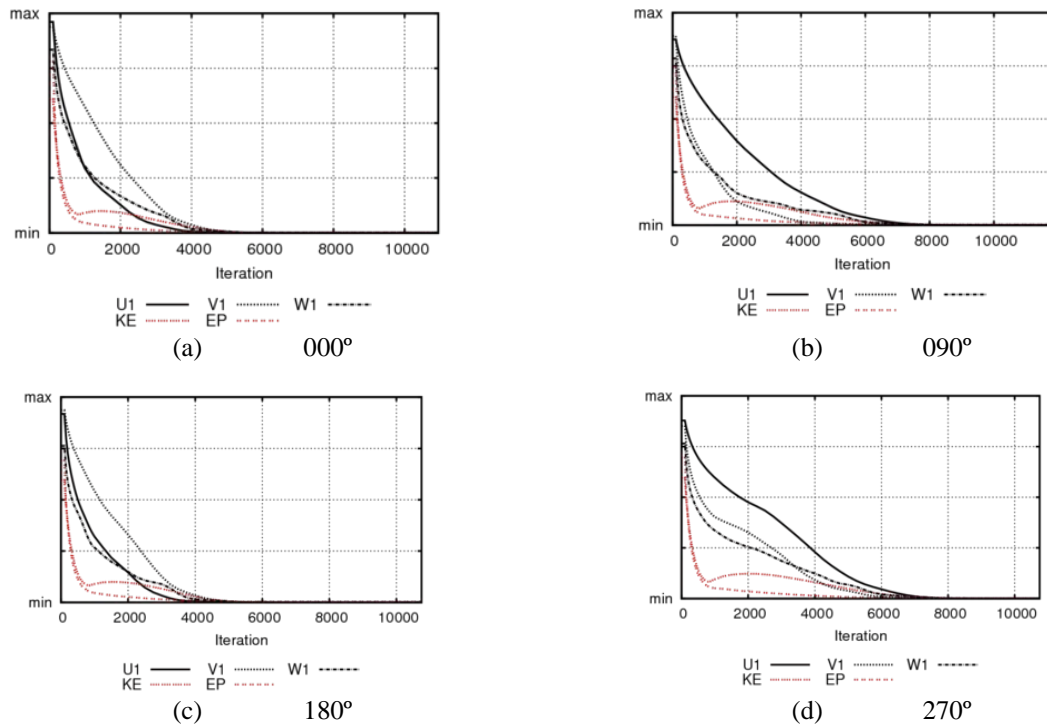 max
min
0 2000 4000 6000 8000 10000
Iteration
U1 V1 W1
KE EP
(a) 000º
max
min
0 2000 4000 6000 8000 10000
Iteration
U1 V1 W1
KE EP
(b) 090º
max
min
0 2000 4000 6000 8000 10000
Iteration
U1 V1 W1
KE EP
(c) 180º
max
min
0 2000 4000 6000 8000 10000
Iteration
U1 V1 W1
KE EP
(d) 270º